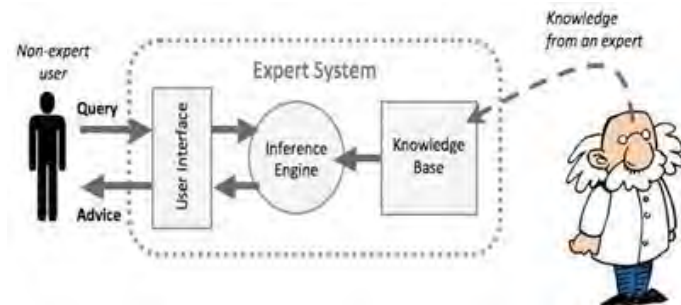 Non-expert
user
Knowledge
from an expert
Expert System
Query
User Interface
Inference
Engine
Knowledge
Base
Advice